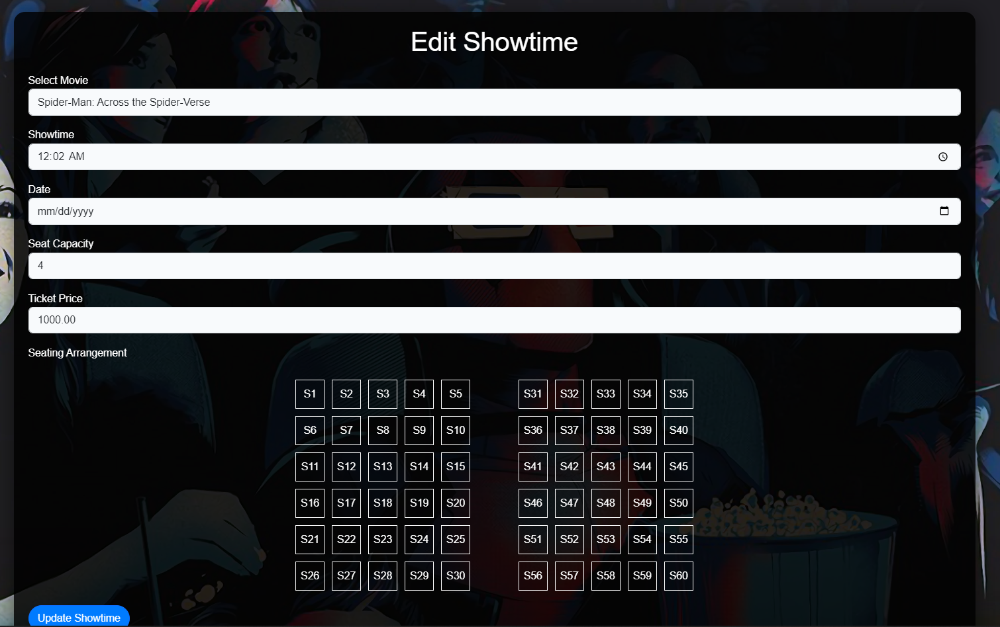 Edit Showtime
Select Movie
Spider-Man: Across the Spider-Verse
Showtime
12:02 AM
Date
mm/dd/yyyy
Seat Capacity
4
Ticket Price
1000.00
Seating Arrangement
S1 S2 S3 S4 S5 S31 S32 S33 S34 S35
S6 S7 S8 S9 S10 S36 S37 S38 S39 S40
S11 S12 S13 S14 S15 S41 S42 S43 S44 S45
S16 S17 S18 S19 S20 S46 S47 S48 S49 S50
S21 S22 S23 S24 S25 S51 S52 S53 S54 S55
S26 S27 S28 S29 S30 S56 S57 S58 S59 S60
Update Showtime